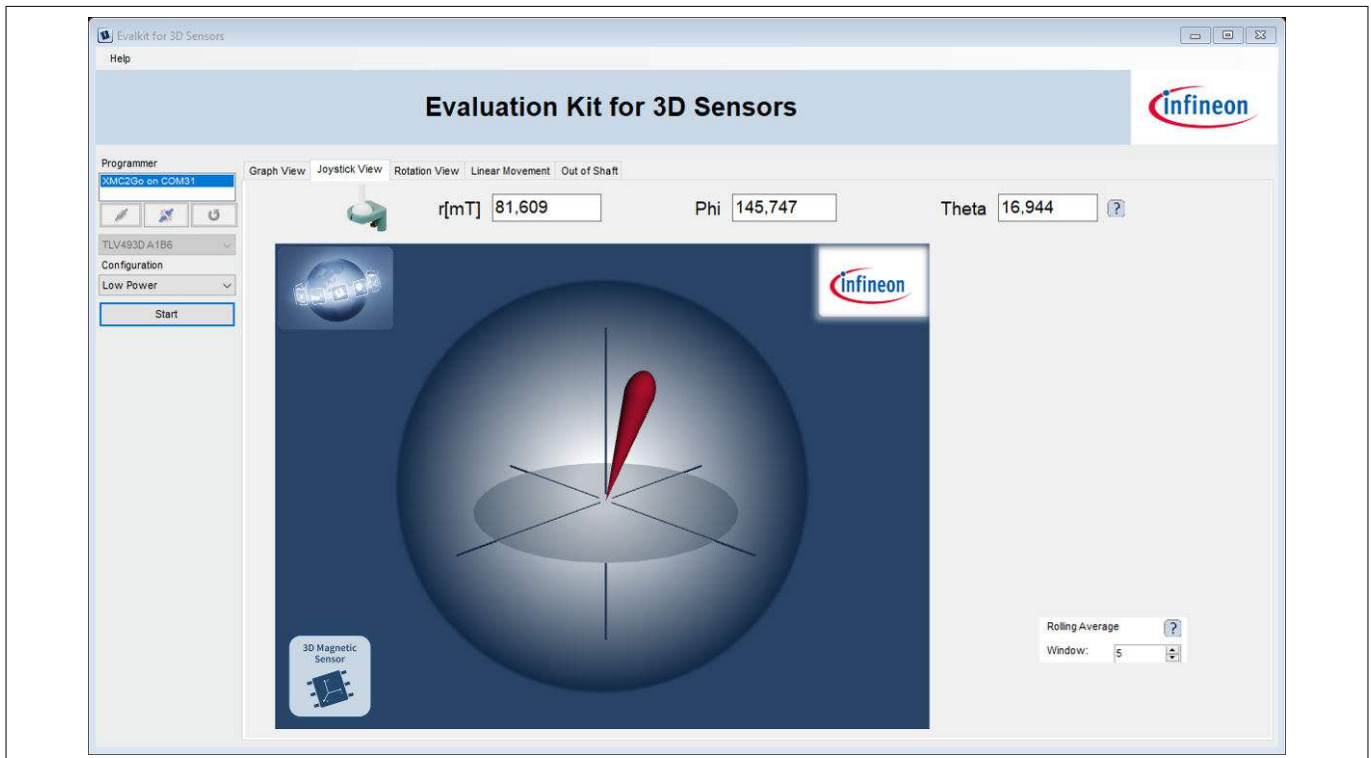 Evalkit for 3D Sensors
Help
Evaluation Kit for 3D Sensors
infineon
Programmer
XMC2Go on COM31
Graph View Joystick View Rotation View Linear Movement Out of Shaft
r[mT] 81,609 Phi 145,747 Theta 16,944 ?
TLV493D A1B6
Configuration
Low Power
Start
infineon
Rolling Average ?
Window: 5
3D Magnetic
Sensor